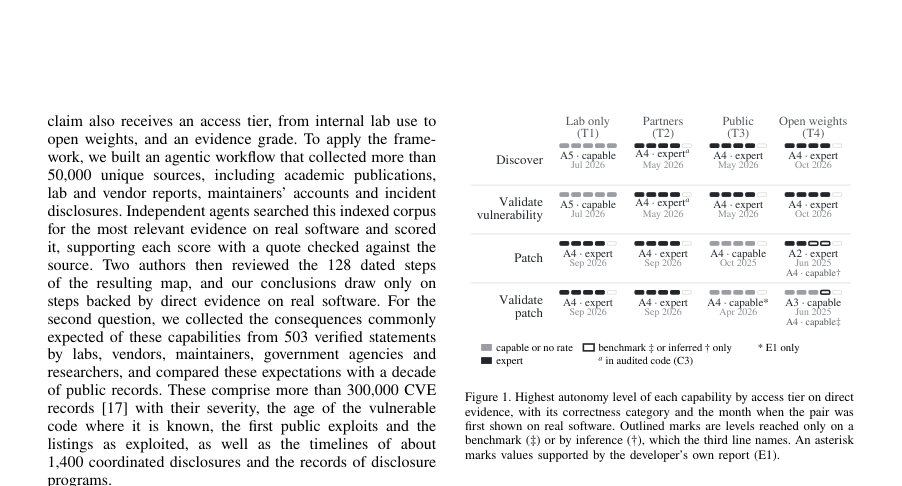 claim also receives an access tier, from internal lab use to
open weights, and an evidence grade. To apply the frame-
work, we built an agentic workflow that collected more than
50,000 unique sources, including academic publications,
lab and vendor reports, maintainers' accounts and incident
disclosures. Independent agents searched this indexed corpus
for the most relevant evidence on real software and scored
it, supporting each score with a quote checked against the
source. Two authors then reviewed the 128 dated steps
of the resulting map, and our conclusions draw only on
steps backed by direct evidence on real software. For the
second question, we collected the consequences commonly
expected of these capabilities from 503 verified statements
by labs, vendors, maintainers, government agencies and
researchers, and compared these expectations with a decade
of public records. These comprise more than 300,000 CVE
records [17] with their severity, the age of the vulnerable
code where it is known, the first public exploits and the
listings as exploited, as well as the timelines of about
1,400 coordinated disclosures and the records of disclosure
programs.
Lab only Partners Public Open weights
(T1) (T2) (T3) (T4)
Discover A5 · capable A4 · expertᵃ A4 · expert A4 · expert
Jul 2026 May 2026 May 2026 Oct 2026
Validate A5 · capable A4 · expertᵃ A4 · expert A4 · expert
vulnerability Jul 2026 May 2026 May 2026 Oct 2026
Patch A4 · expert A4 · expert A4 · capable A2 · expert
Sep 2026 Sep 2026 Oct 2025 Jun 2025
A4 · capable†
Validate A4 · expert A4 · expert A4 · capable* A3 · capable
patch Sep 2026 Sep 2026 Apr 2026 Jun 2026
A4 · capable‡
capable or no rate benchmark ‡ or inferred † only * E1 only
expert ᵃ in audited code (C3)
Figure 1. Highest autonomy level of each capability by access tier on direct
evidence, with its correctness category and the month when the pair was
first shown on real software. Outlined marks are levels reached only on a
benchmark (‡) or by inference (†), which the third line names. An asterisk
marks values supported by the developer's own report (E1).